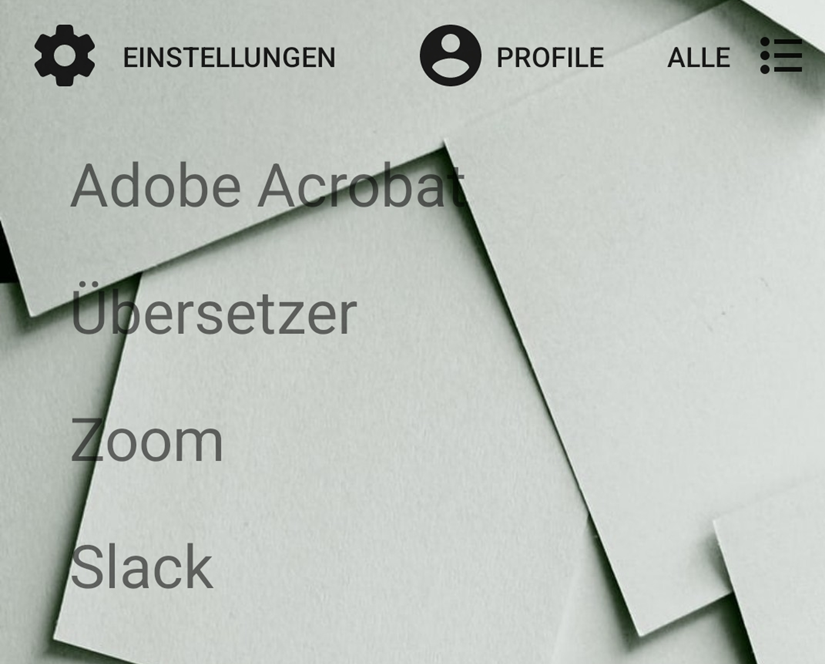 EINSTELLUNGEN PROFILE ALLE
Adobe Acrobat
Übersetzer
Zoom
Slack